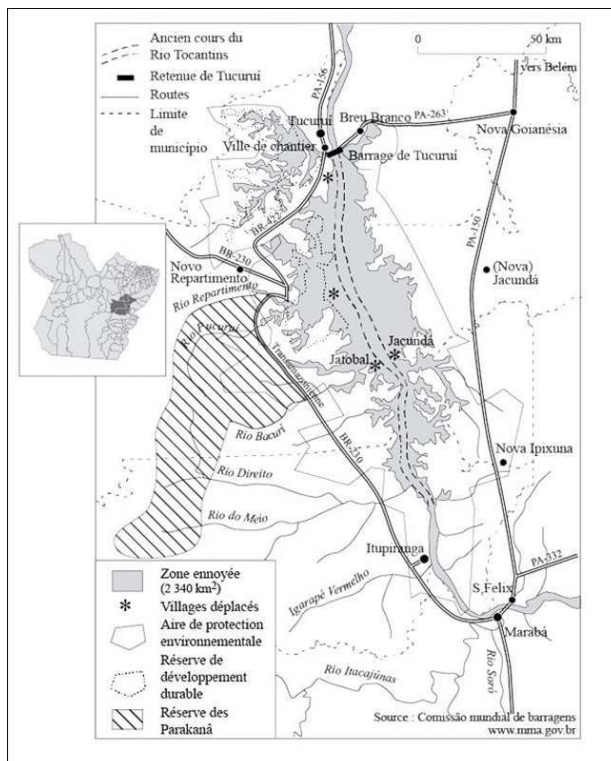 Ancien cours du
Rio Tocantins
Retenue de Tucuruí
Routes
Limite
de
município
0 50 km
vers Belém
PA-156
Tucuruí
Ville de chantier
Breu Branco
PA-263
Nova Goianésia
Barrage de Tucuruí
BR-422
PA-150
BR-230
Novo
Repartimento
(Nova)
Jacundá
Rio Repartimento
Rio Pucuruí
Jacundá
Jatobal
Transamazonienne
BR-230
Rio Bacuri
Nova Ipixuna
Rio Direito
Rio do Meio
Itupiranga
PA-332
Igarapé Vermelho
S. Felix
Marabá
Rio Itacajúnas
Rio Soró
Zone ennoyée
(2 340 km²)
Villages déplacés
Aire de protection
environnementale
Réserve de
développement
durable
Réserve des
Parakanã
Source : Comissão mundial de barragens
www.mma.gov.br